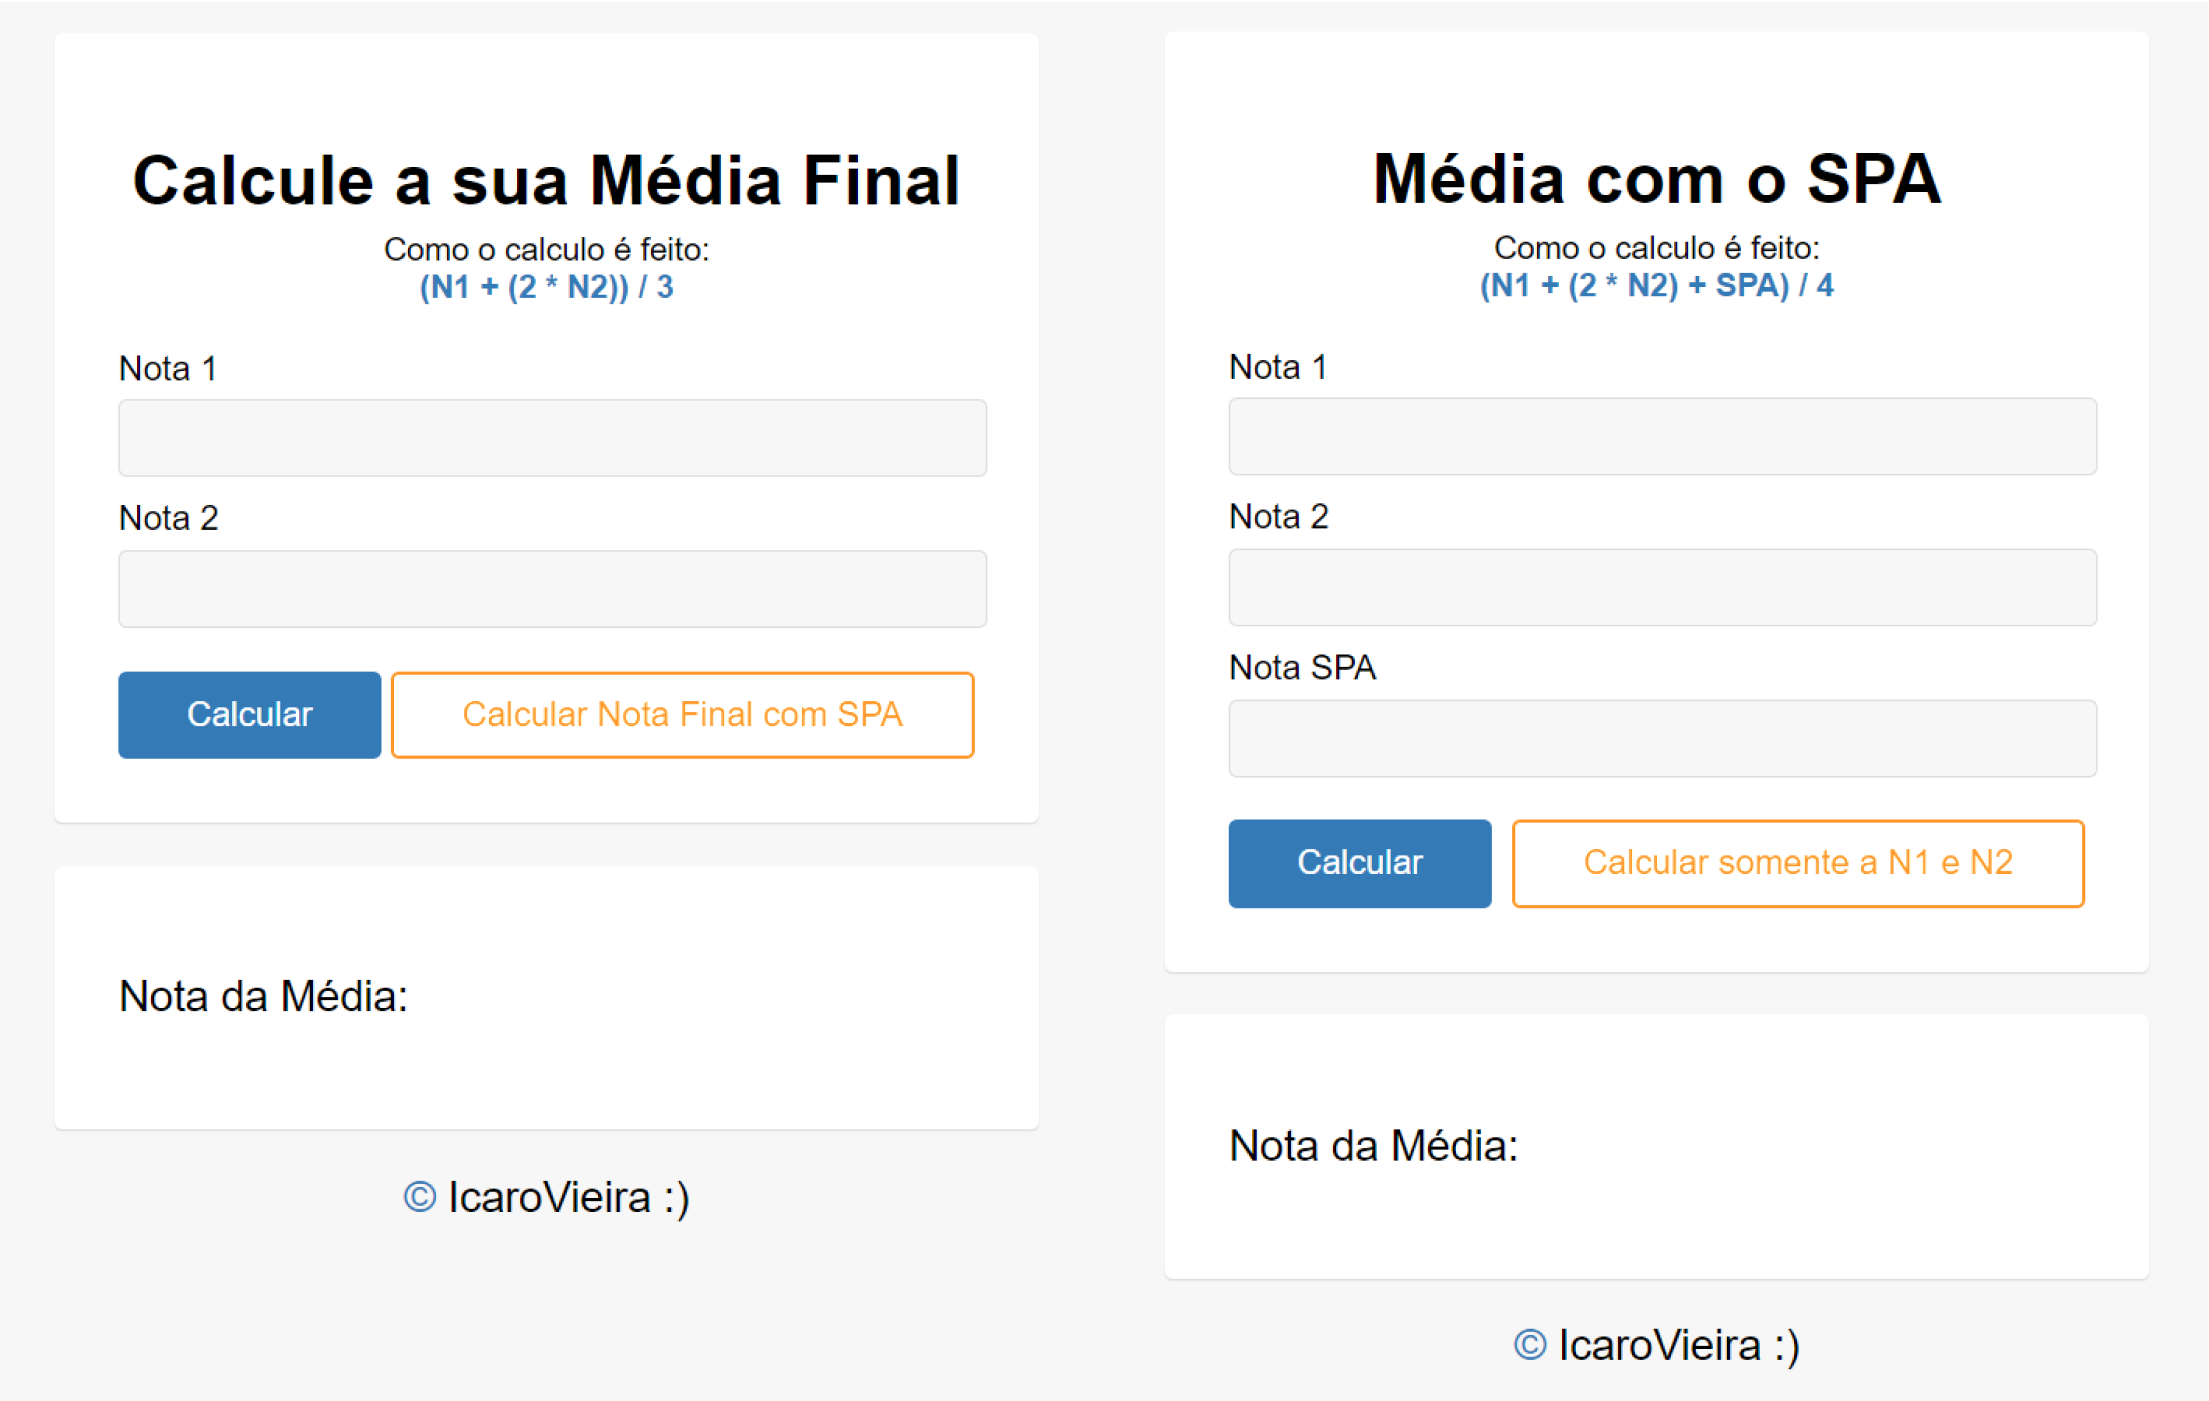 Calcule a sua Média Final
Como o calculo é feito:
(N1 + (2 * N2)) / 3
Nota 1
Nota 2
Calcular
Calcular Nota Final com SPA
Nota da Média:
© IcaroVieira :)
Média com o SPA
Como o calculo é feito:
(N1 + (2 * N2) + SPA) / 4
Nota 1
Nota 2
Nota SPA
Calcular
Calcular somente a N1 e N2
Nota da Média:
© IcaroVieira :)